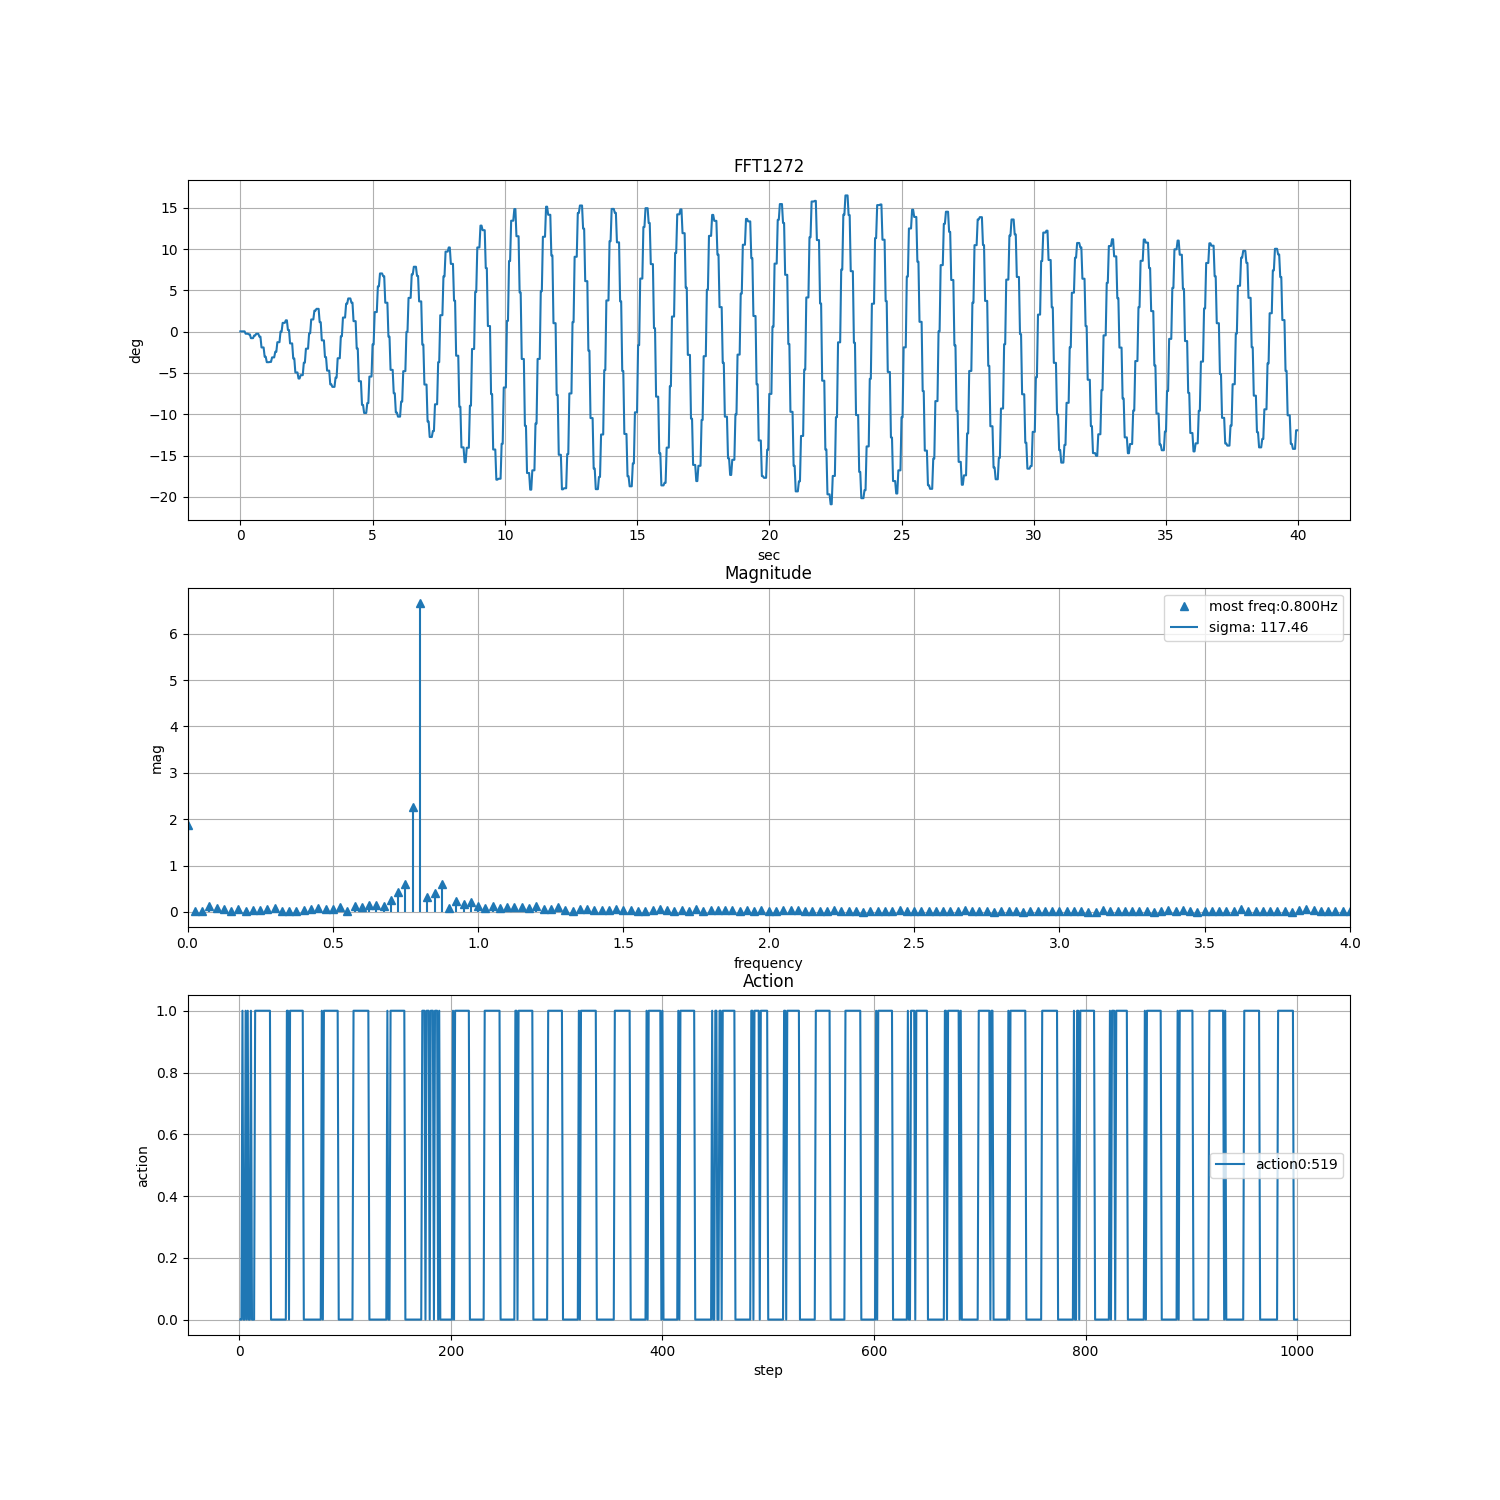 FFT1272
15
10
5
0
−5
−10
−15
−20
deg
0 5 10 15 20 25 30 35 40
sec
Magnitude
most freq:0.800Hz
sigma: 117.46
6
5
4
3
2
1
0
mag
0.0 0.5 1.0 1.5 2.0 2.5 3.0 3.5 4.0
frequency
Action
1.0
0.8
0.6
0.4
0.2
0.0
action
action0:519
0 200 400 600 800 1000
step